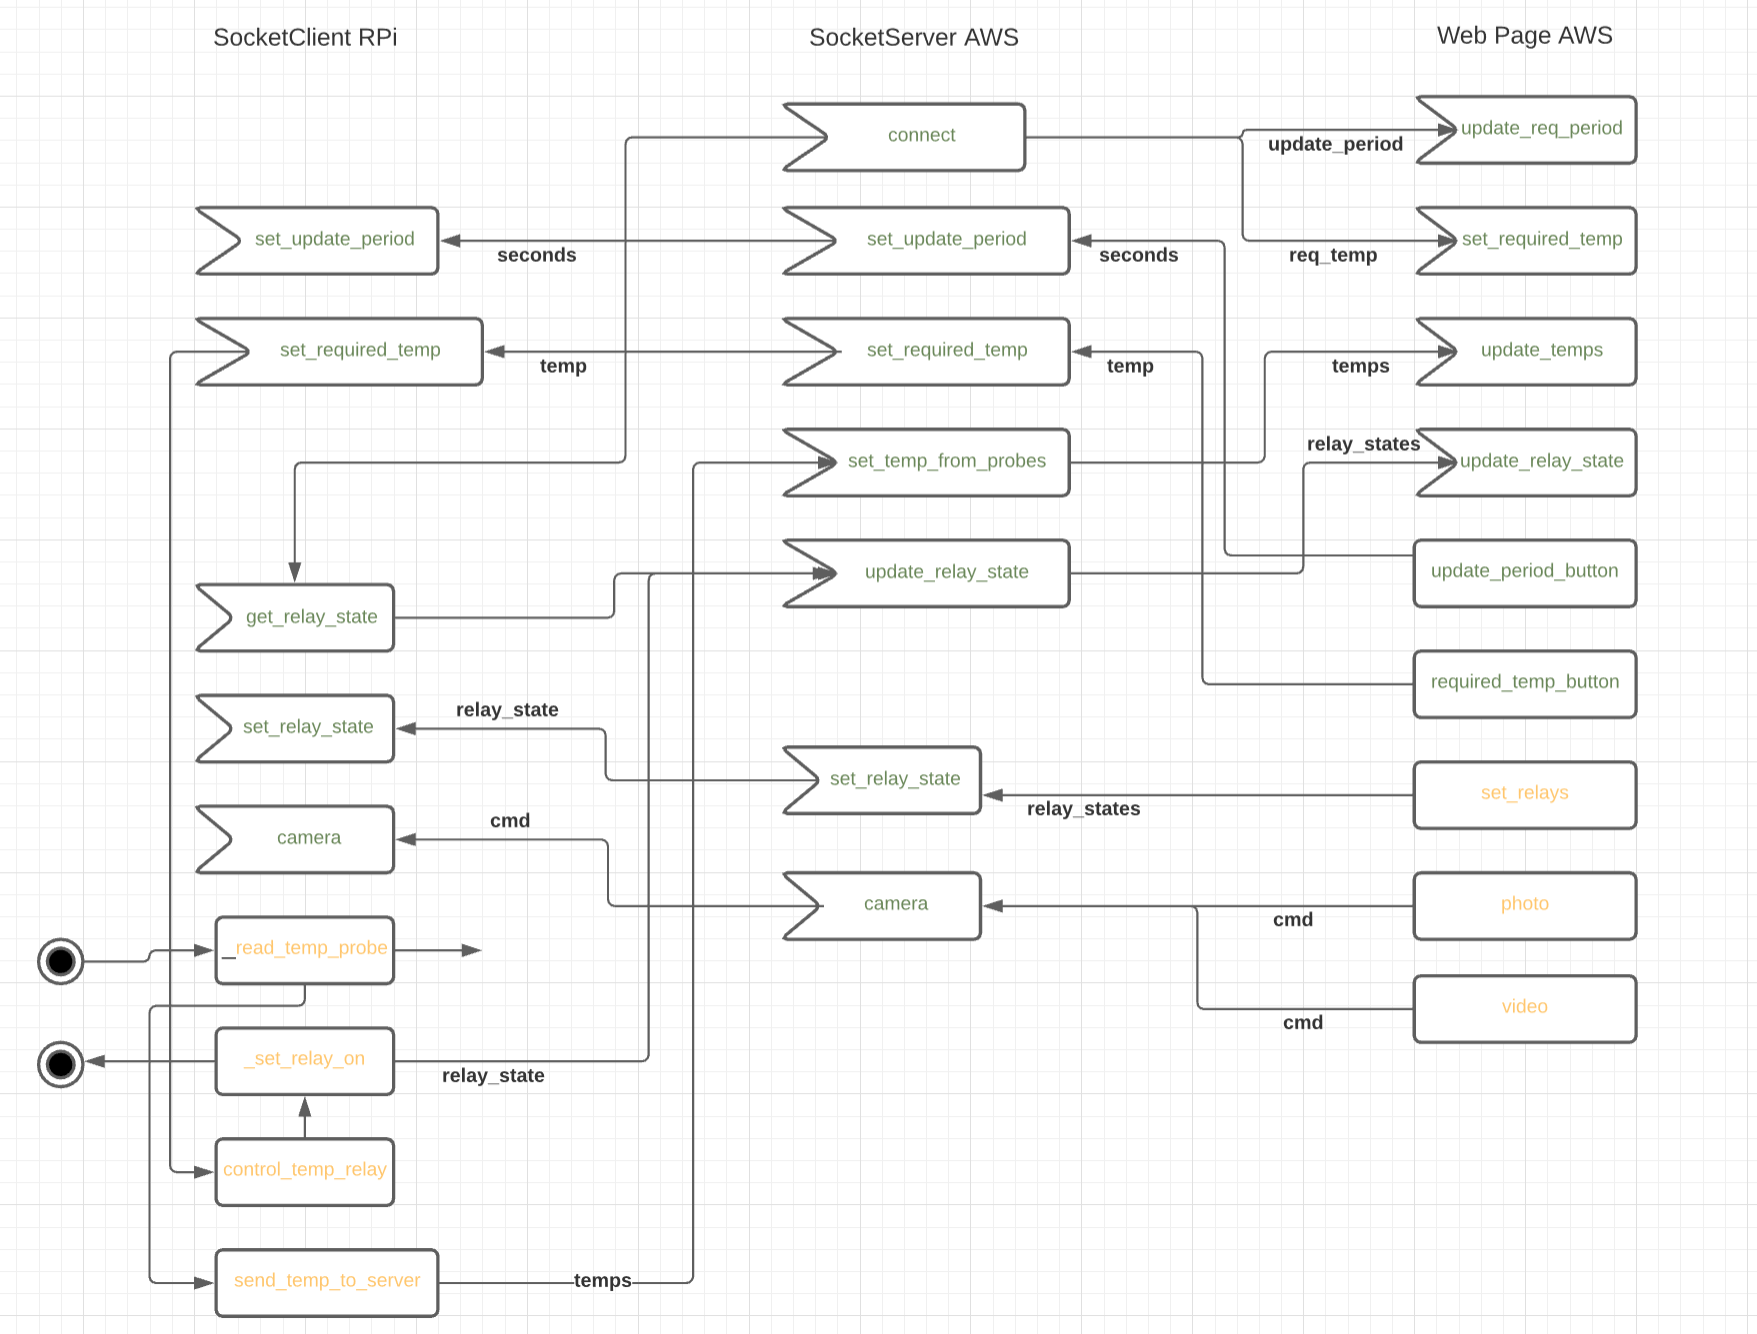 SocketClient RPi
SocketServer AWS
Web Page AWS
connect
update_req_period
update_period
set_update_period
seconds
set_update_period
seconds
req_temp
set_required_temp
set_required_temp
temp
set_required_temp
temp
temps
update_temps
set_temp_from_probes
relay_states
update_relay_state
update_relay_state
update_period_button
get_relay_state
required_temp_button
set_relay_state
relay_state
set_relay_state
relay_states
set_relays
camera
cmd
camera
cmd
photo
_read_temp_probe
cmd
video
_set_relay_on
relay_state
control_temp_relay
send_temp_to_server
temps